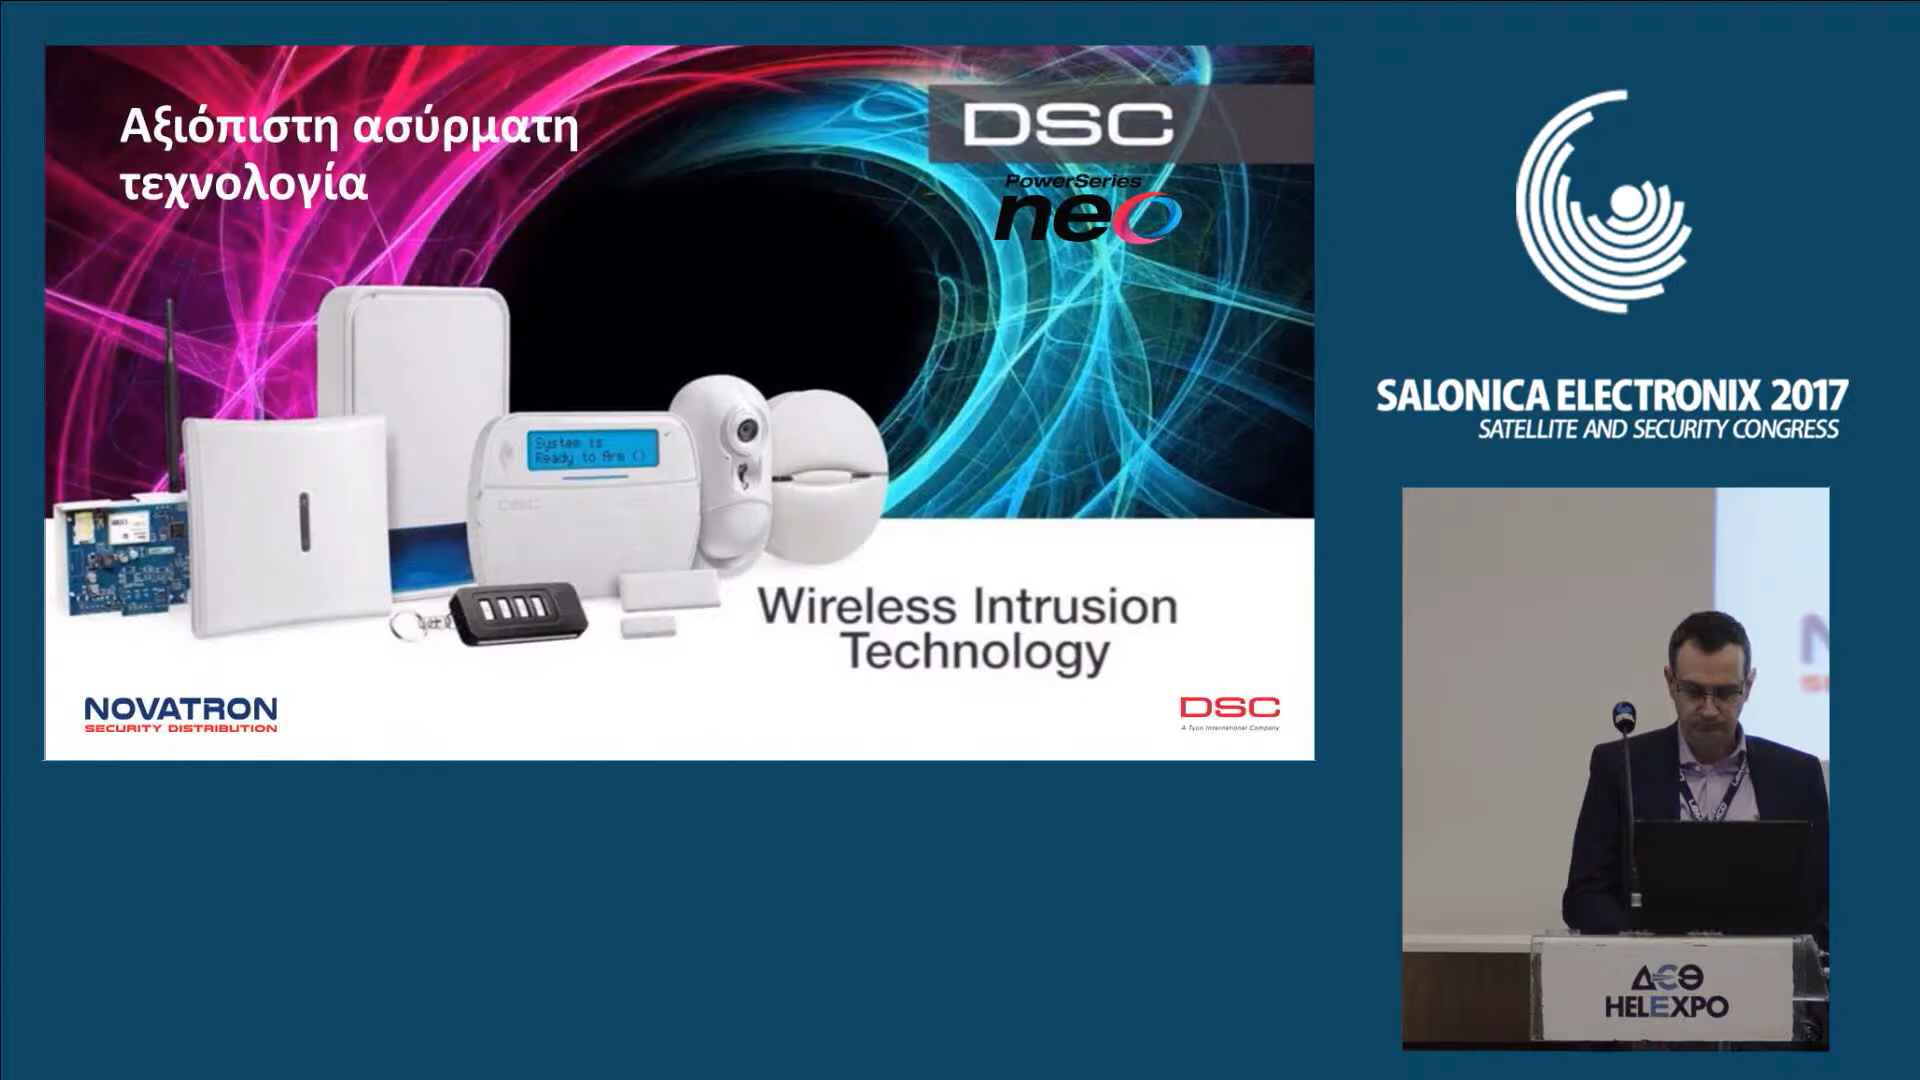 Αξιόπιστη ασύρματη
τεχνολογία
DSC
PowerSeries
neo
System is
Ready to Arm
DSC
Wireless Intrusion
Technology
NOVATRON
SECURITY DISTRIBUTION
DSC
A Tyco International Company
SALONICA ELECTRONIX 2017
SATELLITE AND SECURITY CONGRESS
ΔΕΘ
HELEXPO